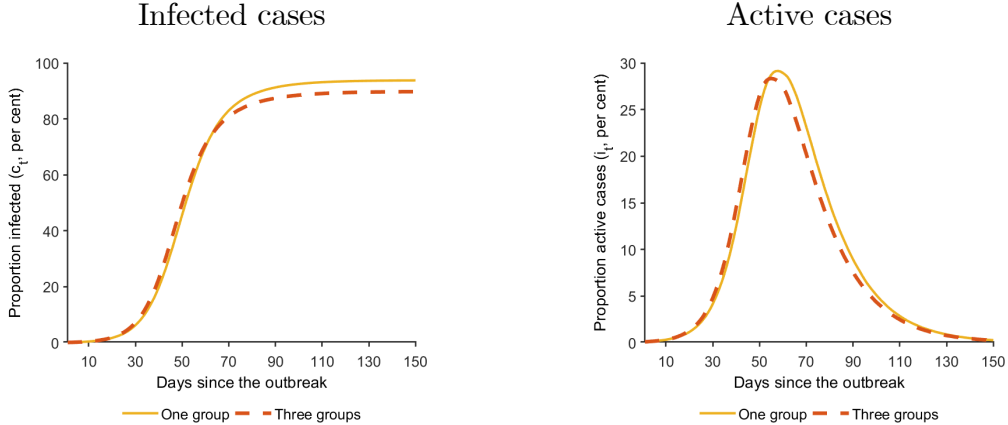 Infected cases
Proportion infected (c_t, per cent)
100
80
60
40
20
0
10 30 50 70 90 110 130 150
Days since the outbreak
One group Three groups
Active cases
Proportion active cases (i_t, per cent)
30
25
20
15
10
5
0
10 30 50 70 90 110 130 150
Days since the outbreak
One group Three groups